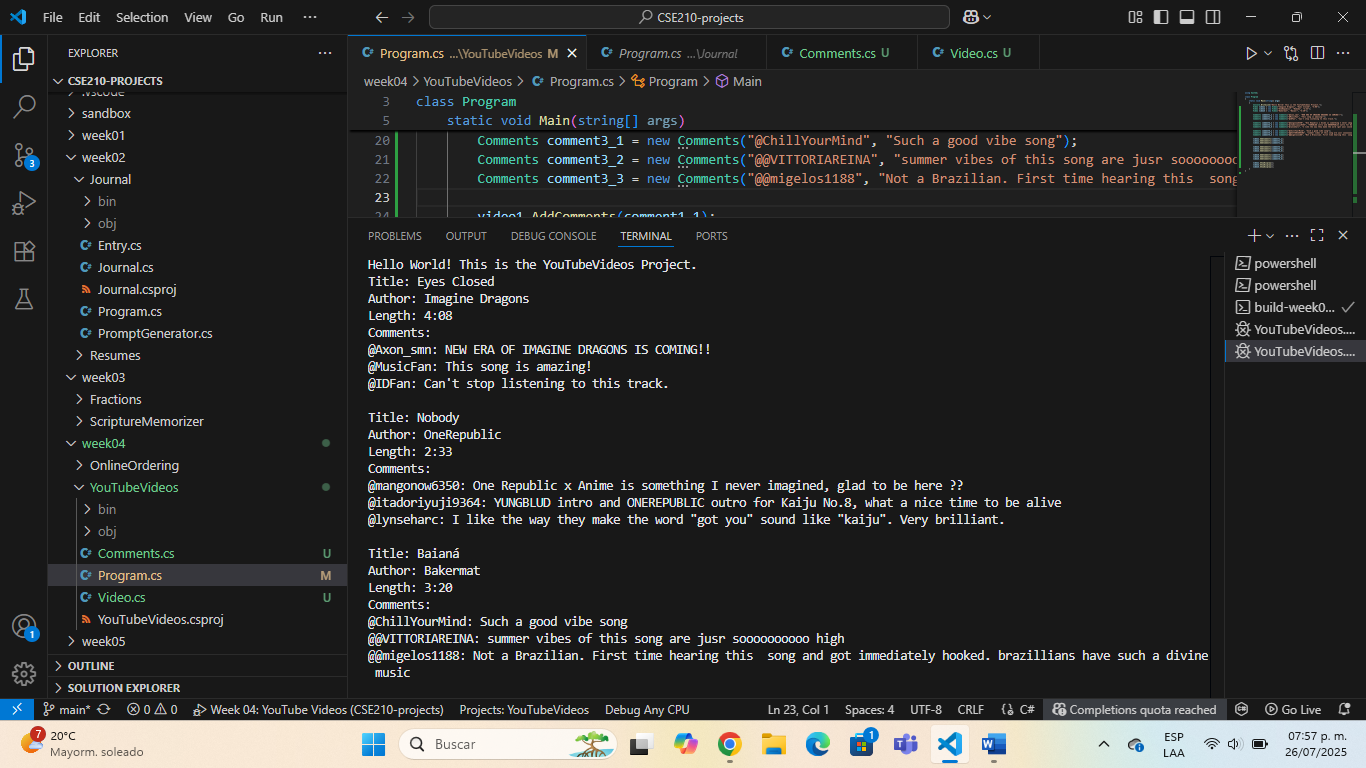 File Edit Selection View Go Run ···
CSE210-projects
EXPLORER ···
CSE210-PROJECTS
.vscode
sandbox
week01
week02
Journal
bin
obj
Entry.cs
Journal.cs
Journal.csproj
Program.cs
PromptGenerator.cs
Resumes
week03
Fractions
ScriptureMemorizer
week04
OnlineOrdering
YouTubeVideos
bin
obj
Comments.cs U
Program.cs M
Video.cs U
YouTubeVideos.csproj
week05
OUTLINE
SOLUTION EXPLORER
3
1
Program.cs ...\YouTubeVideos M
Program.cs ...\Journal
Comments.cs U
Video.cs U
week04 > YouTubeVideos > Program.cs > Program > Main
3 class Program
5 static void Main(string[] args)
20 Comments comment3_1 = new Comments("@ChillYourMind", "Such a good vibe song");
21 Comments comment3_2 = new Comments("@@VITTORIAREINA", "summer vibes of this song are jusr soooooooo
22 Comments comment3_3 = new Comments("@@migelos1188", "Not a Brazilian. First time hearing this  song
23
24 video1.AddComments(comment1_1);
PROBLEMS OUTPUT DEBUG CONSOLE TERMINAL PORTS
Hello World! This is the YouTubeVideos Project.
Title: Eyes Closed
Author: Imagine Dragons
Length: 4:08
Comments:
@Axon_smn: NEW ERA OF IMAGINE DRAGONS IS COMING!!
@MusicFan: This song is amazing!
@IDFan: Can't stop listening to this track.
Title: Nobody
Author: OneRepublic
Length: 2:33
Comments:
@mangonow6350: One Republic x Anime is something I never imagined, glad to be here ??
@itadoriyuji9364: YUNGBLUD intro and ONEREPUBLIC outro for Kaiju No.8, what a nice time to be alive
@lynseharc: I like the way they make the word "got you" sound like "kaiju". Very brilliant.
Title: Baianá
Author: Bakermat
Length: 3:20
Comments:
@ChillYourMind: Such a good vibe song
@@VITTORIAREINA: summer vibes of this song are jusr soooooooooo high
@@migelos1188: Not a Brazilian. First time hearing this  song and got immediately hooked. brazillians have such a divine
music
powershell
powershell
build-week0...
YouTubeVideos....
YouTubeVideos....
main* 0 0 Week 04: YouTube Videos (CSE210-projects) Projects: YouTubeVideos Debug Any CPU Ln 23, Col 1 Spaces: 4 UTF-8 CRLF {} C# Completions quota reached Go Live
7
20°C
Mayorm. soleado
Buscar
1
ESP
LAA
07:57 p. m.
26/07/2025